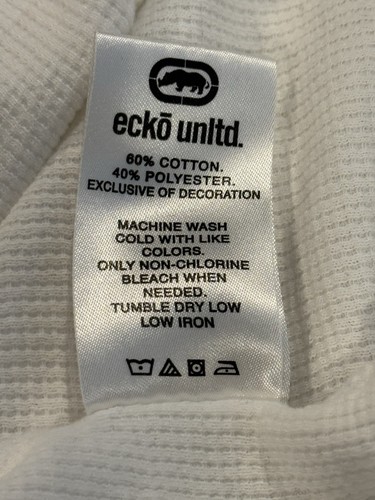 eckō unltd.
60% COTTON.
40% POLYESTER.
EXCLUSIVE OF DECORATION
MACHINE WASH
COLD WITH LIKE
COLORS.
ONLY NON-CHLORINE
BLEACH WHEN
NEEDED.
TUMBLE DRY LOW
LOW IRON